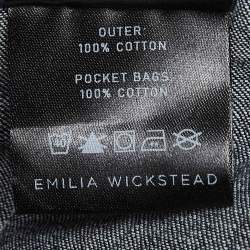 OUTER:
100% COTTON
POCKET BAGS:
100% COTTON
EMILIA WICKSTEAD